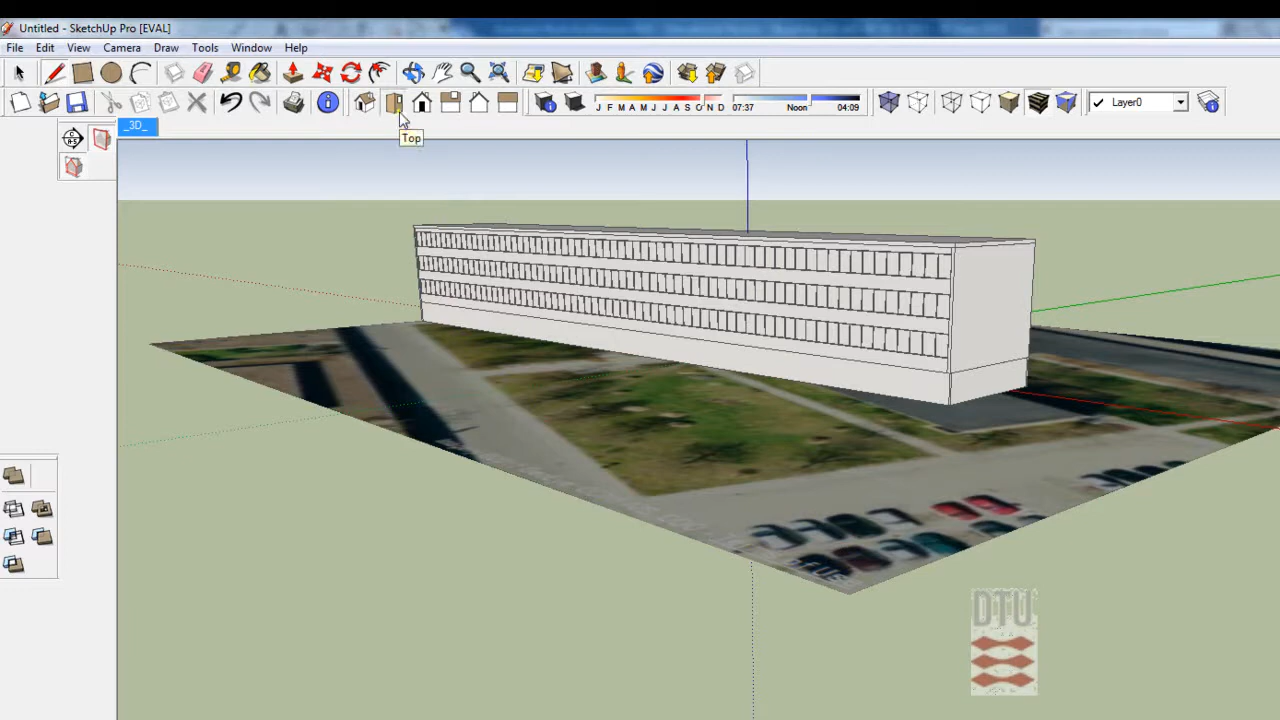 Untitled - SketchUp Pro [EVAL]
File Edit View Camera Draw Tools Window Help
J F M A M J J A S O N D 07:37 Noon 04:09 Layer0
_3D_
Top
DTU